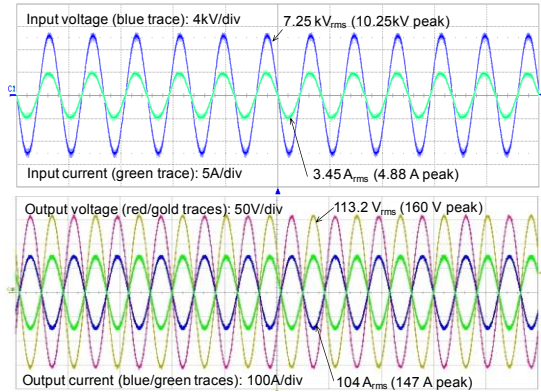 Input voltage (blue trace): 4kV/div
7.25 kVrms (10.25kV peak)
C1
Input current (green trace): 5A/div
3.45 Arms (4.88 A peak)
Output voltage (red/gold traces): 50V/div
113.2 Vrms (160 V peak)
Output current (blue/green traces): 100A/div
104 Arms (147 A peak)